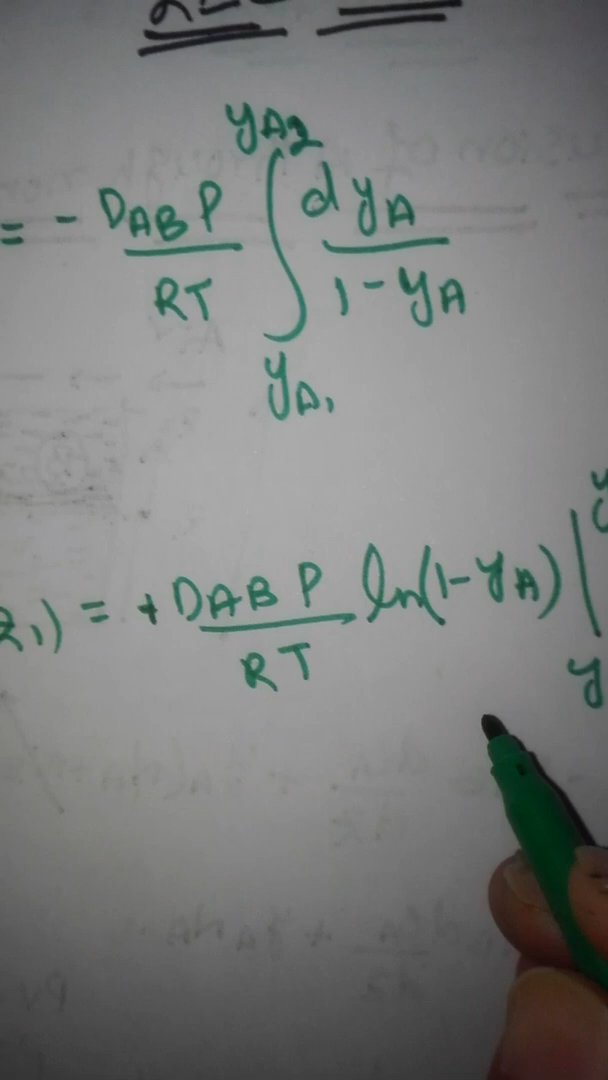 yA2
= - DAB P / RT ∫ dyA / 1 - yA
yA1
z1) = + DAB P / RT ln(1 - yA) |
y